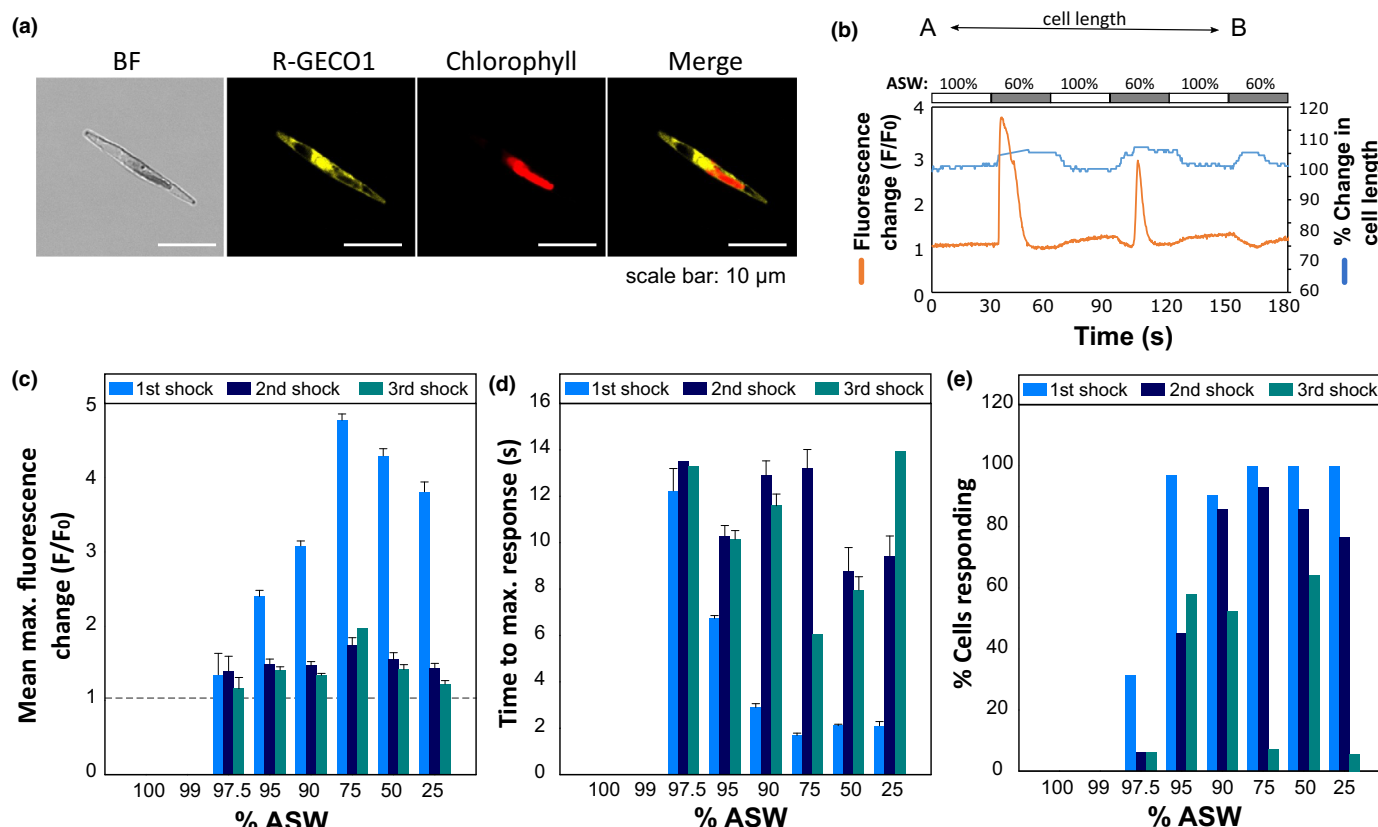 (a)
BF R-GECO1 Chlorophyll Merge
scale bar: 10 µm
(b)
A cell length B
ASW: 100% 60% 100% 60% 100% 60%
Fluorescence change (F/F0)
4
3
2
1
0
120
110
100
90
80
70
60
% Change in cell length
0 30 60 90 120 150 180
Time (s)
(c)
1st shock 2nd shock 3rd shock
Mean max. fluorescence change (F/F0)
5
4
3
2
1
0
100 99 97.5 95 90 75 50 25
% ASW
(d)
1st shock 2nd shock 3rd shock
Time to max. response (s)
16
14
12
10
8
6
4
2
0
100 99 97.5 95 90 75 50 25
% ASW
(e)
1st shock 2nd shock 3rd shock
% Cells responding
120
100
80
60
40
20
0
100 99 97.5 95 90 75 50 25
% ASW